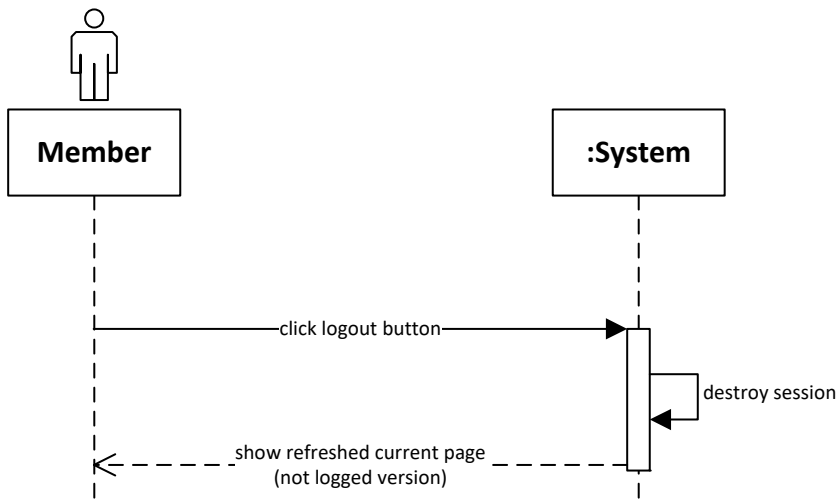 Member
:System
click logout button
destroy session
show refreshed current page
(not logged version)